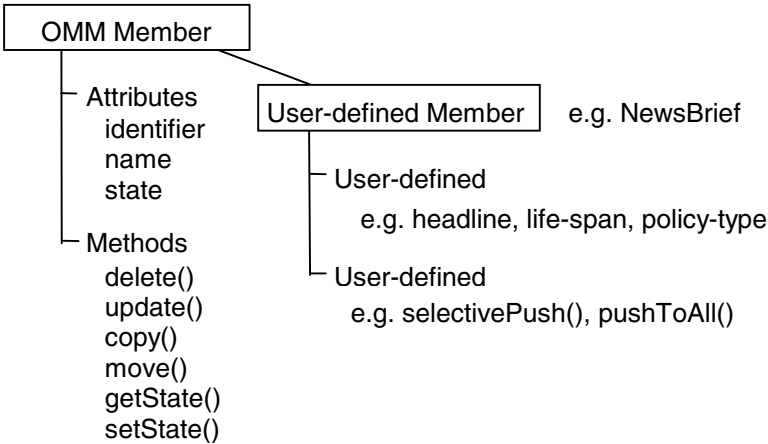 OMM Member
Attributes
identifier
name
state
Methods
delete()
update()
copy()
move()
getState()
setState()
User-defined Member e.g. NewsBrief
User-defined
e.g. headline, life-span, policy-type
User-defined
e.g. selectivePush(), pushToAll()